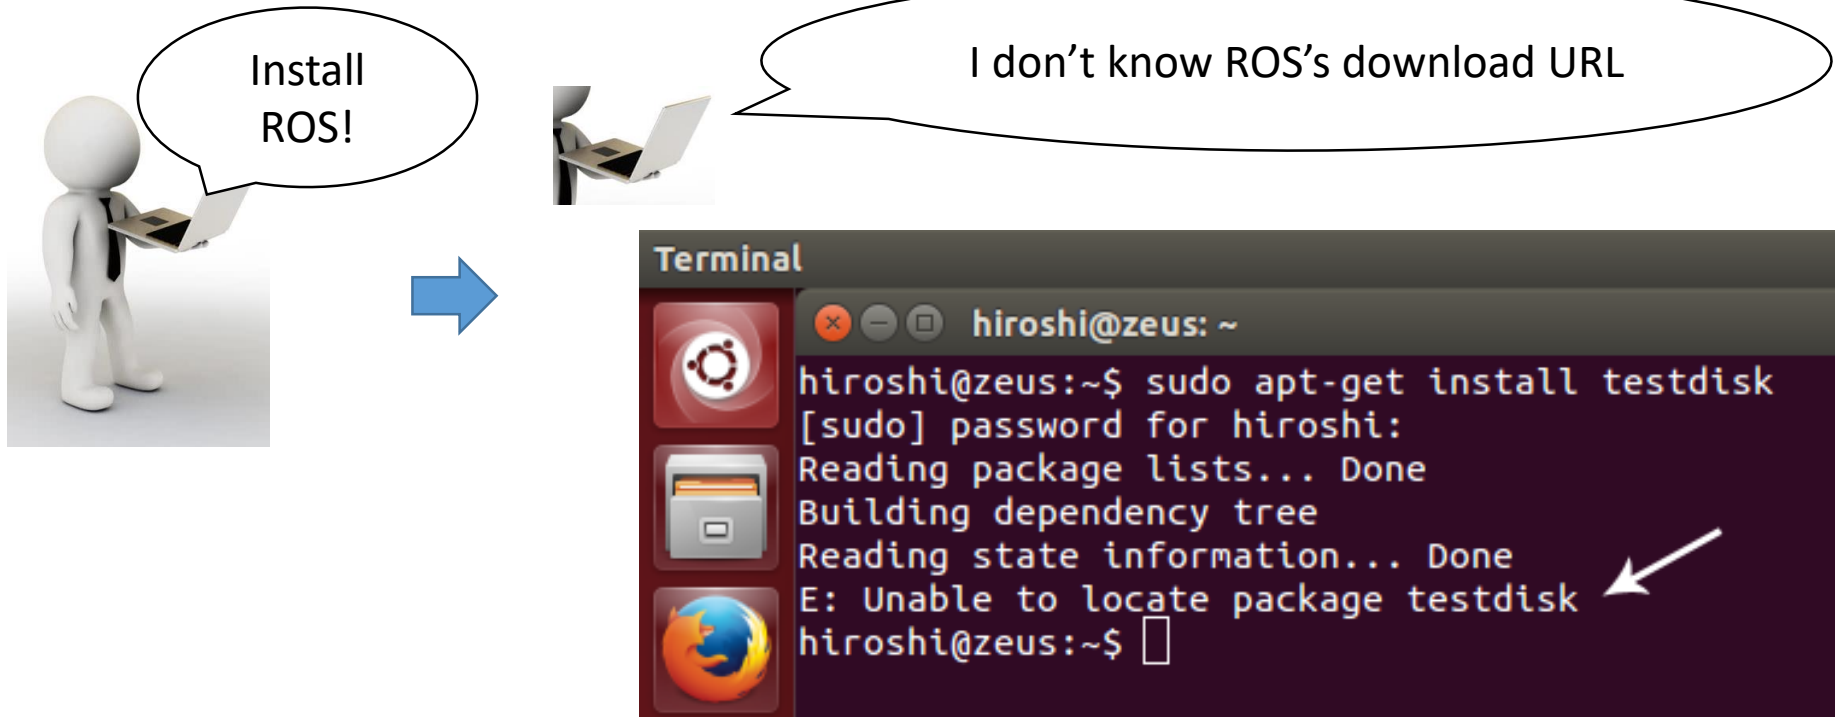 Install
ROS!
I don’t know ROS’s download URL
Terminal
hiroshi@zeus: ~
hiroshi@zeus:~$ sudo apt-get install testdisk
[sudo] password for hiroshi:
Reading package lists... Done
Building dependency tree
Reading state information... Done
E: Unable to locate package testdisk
hiroshi@zeus:~$